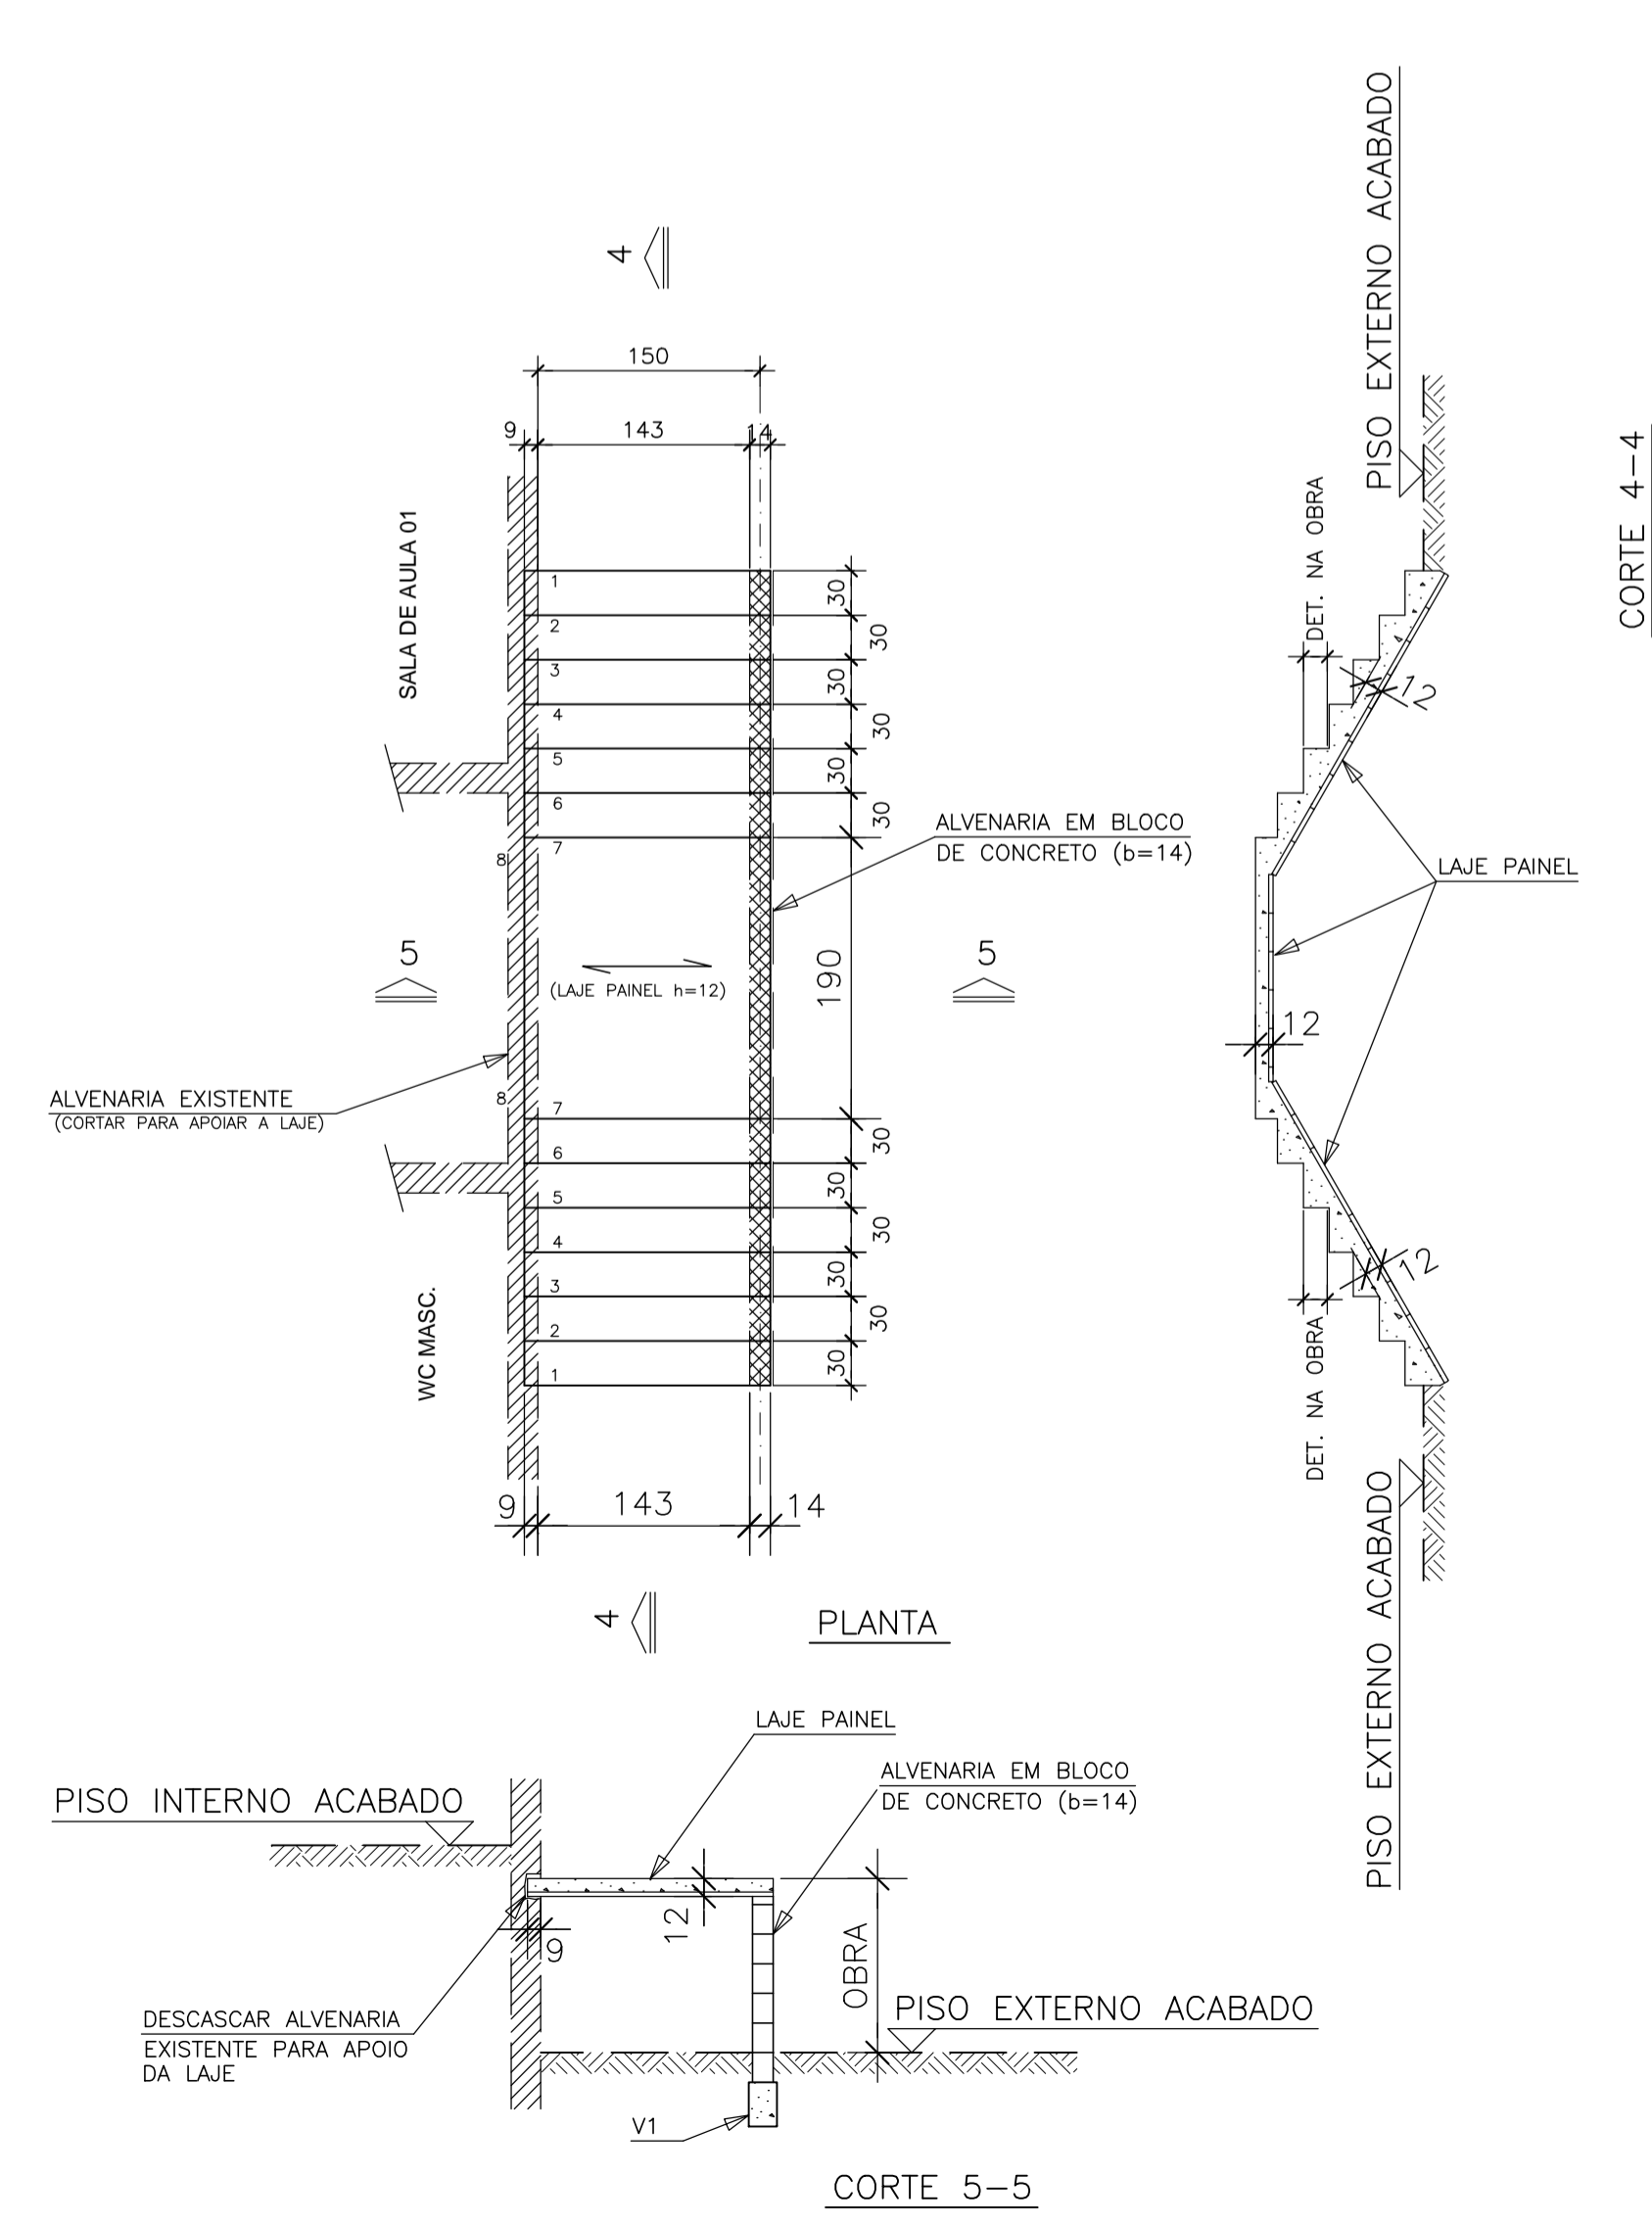 4
150
9
143
14
SALA DE AULA 01
1
2
3
4
5
6
7
8
30
30
30
30
30
30
190
5
5
(LAJE PAINEL h=12)
ALVENARIA EM BLOCO
DE CONCRETO (b=14)
ALVENARIA EXISTENTE
(CORTAR PARA APOIAR A LAJE)
8
7
6
5
4
3
2
1
30
30
30
30
30
30
WC MASC.
9
143
14
4
PLANTA
PISO EXTERNO ACABADO
DET. NA OBRA
12
LAJE PAINEL
12
12
DET. NA OBRA
PISO EXTERNO ACABADO
CORTE 4-4
LAJE PAINEL
ALVENARIA EM BLOCO
DE CONCRETO (b=14)
PISO INTERNO ACABADO
12
9
OBRA
PISO EXTERNO ACABADO
DESCASCAR ALVENARIA
EXISTENTE PARA APOIO
DA LAJE
V1
CORTE 5-5